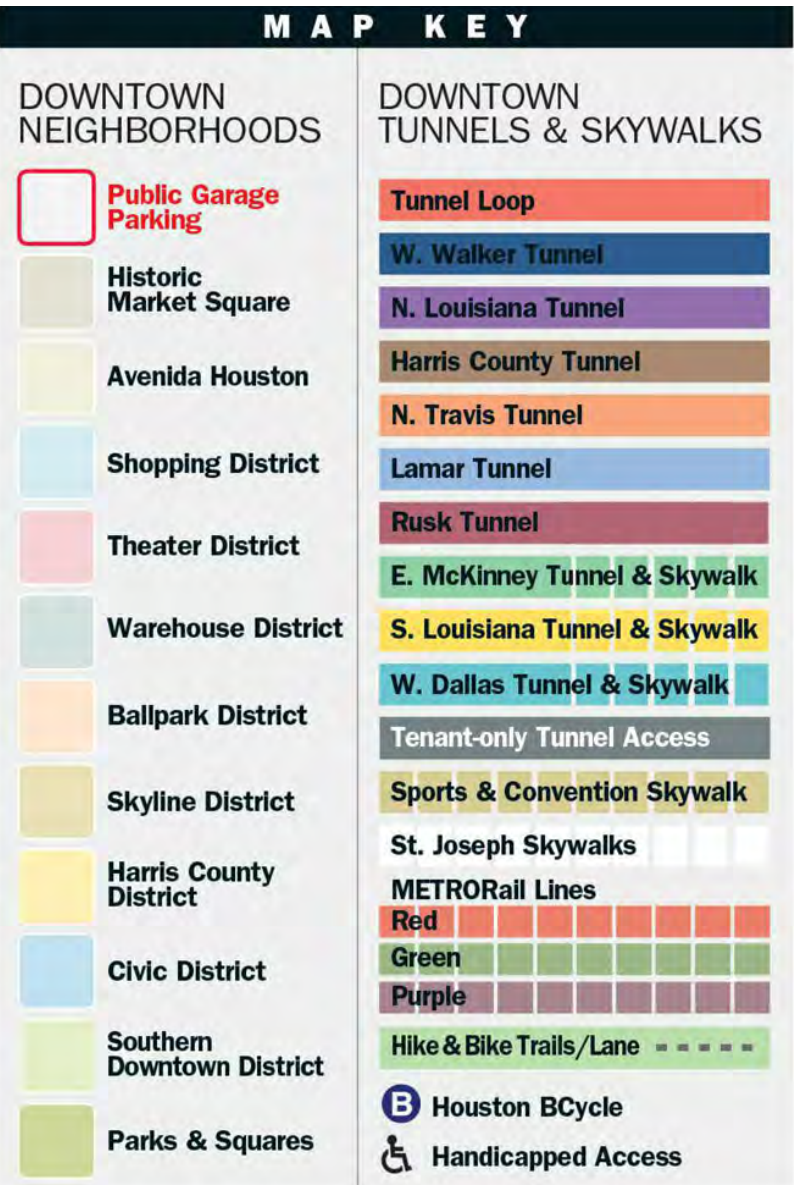 MAP KEY
DOWNTOWN
NEIGHBORHOODS
Public Garage
Parking
Historic
Market Square
Avenida Houston
Shopping District
Theater District
Warehouse District
Ballpark District
Skyline District
Harris County
District
Civic District
Southern
Downtown District
Parks & Squares
DOWNTOWN
TUNNELS & SKYWALKS
Tunnel Loop
W. Walker Tunnel
N. Louisiana Tunnel
Harris County Tunnel
N. Travis Tunnel
Lamar Tunnel
Rusk Tunnel
E. McKinney Tunnel & Skywalk
S. Louisiana Tunnel & Skywalk
W. Dallas Tunnel & Skywalk
Tenant-only Tunnel Access
Sports & Convention Skywalk
St. Joseph Skywalks
METRORail Lines
Red
Green
Purple
Hike & Bike Trails/Lane
B Houston BCycle
Handicapped Access